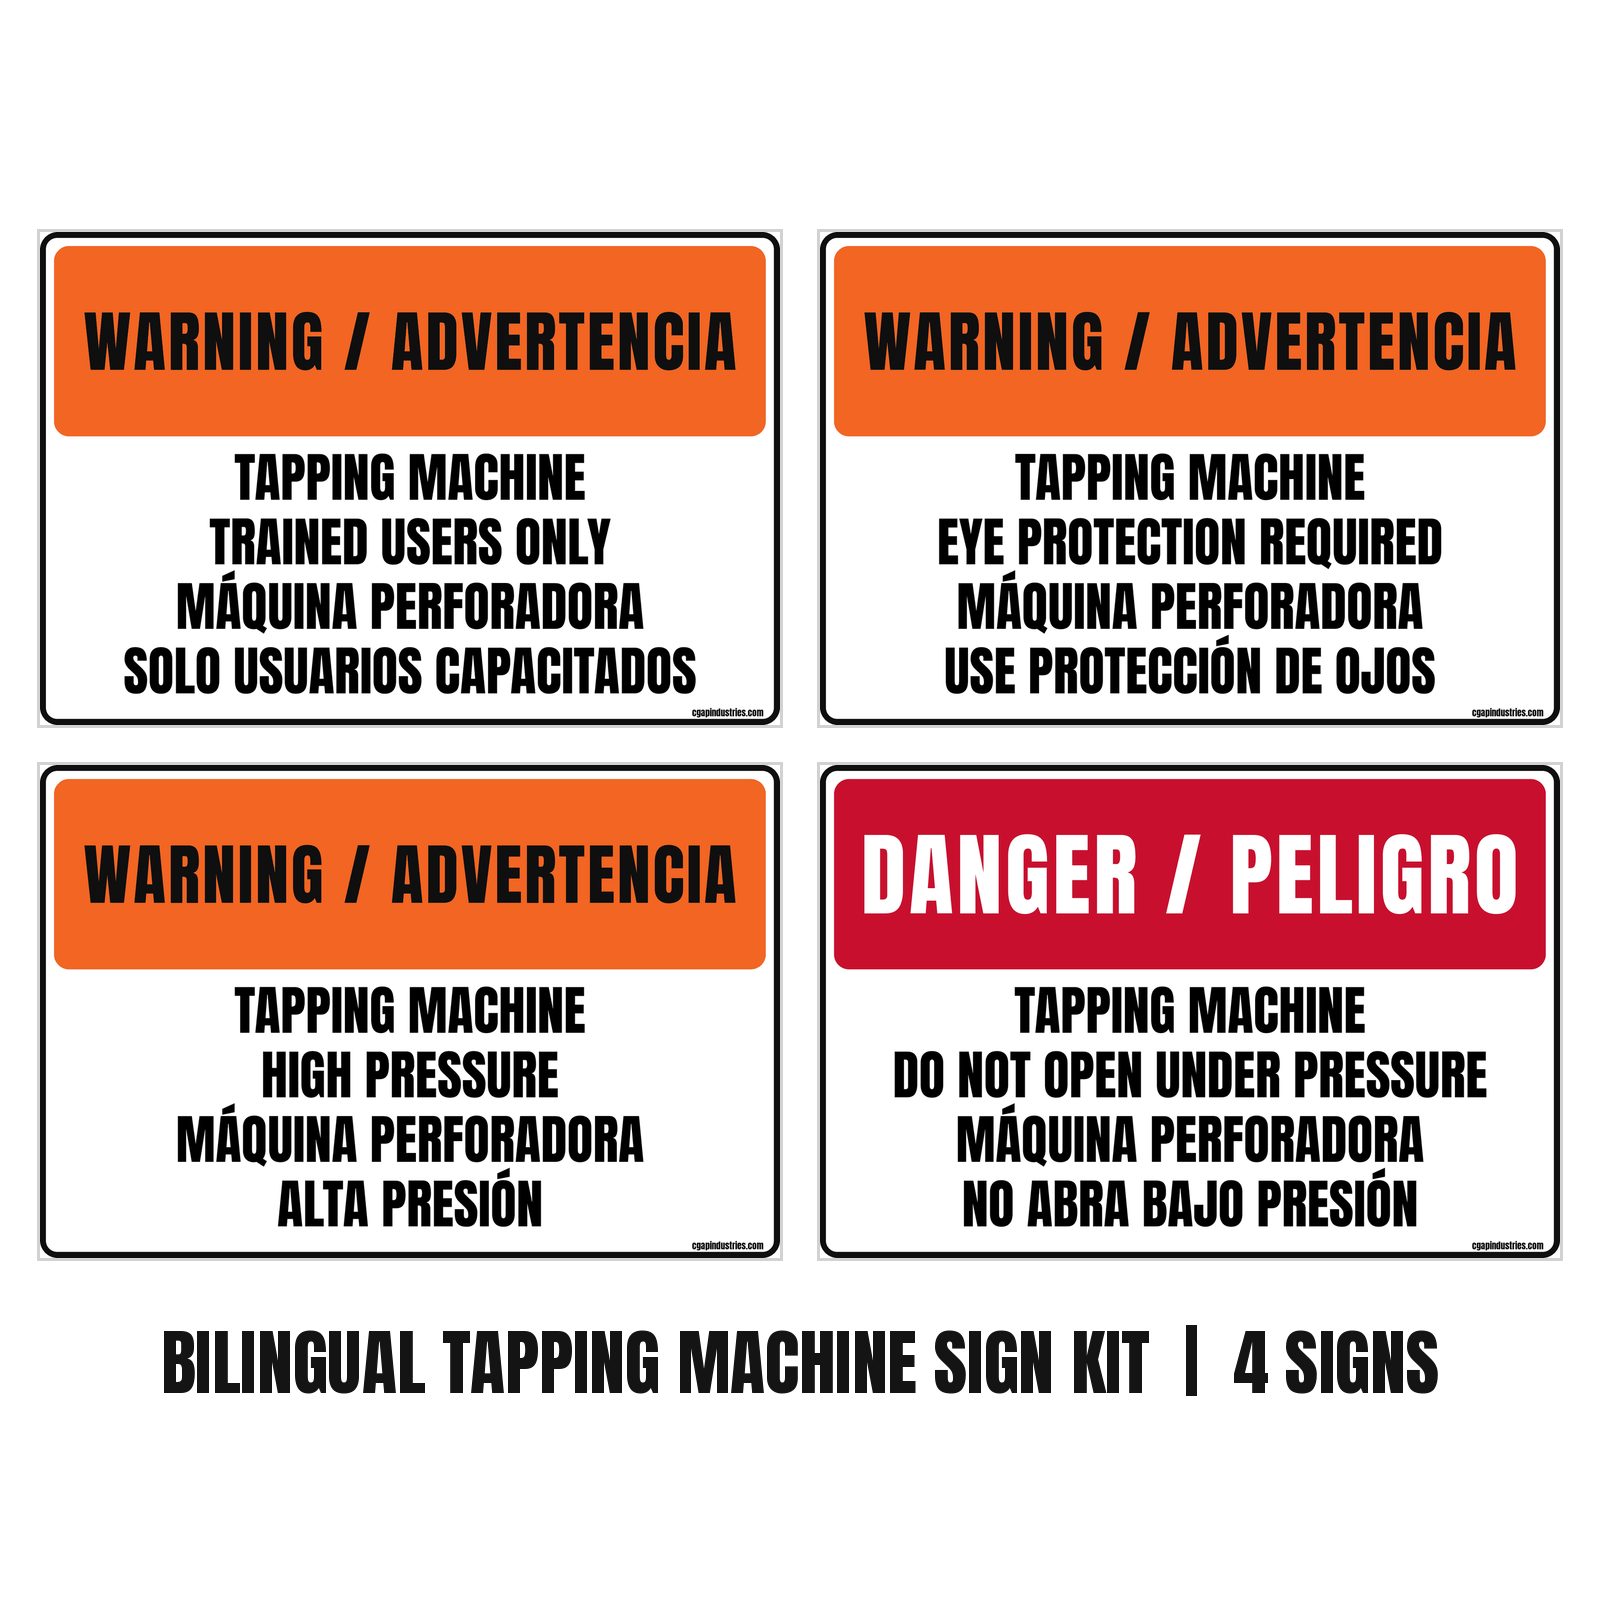 WARNING / ADVERTENCIA
TAPPING MACHINE
TRAINED USERS ONLY
MÁQUINA PERFORADORA
SOLO USUARIOS CAPACITADOS
cgapindustries.com
WARNING / ADVERTENCIA
TAPPING MACHINE
EYE PROTECTION REQUIRED
MÁQUINA PERFORADORA
USE PROTECCIÓN DE OJOS
cgapindustries.com
WARNING / ADVERTENCIA
TAPPING MACHINE
HIGH PRESSURE
MÁQUINA PERFORADORA
ALTA PRESIÓN
cgapindustries.com
DANGER / PELIGRO
TAPPING MACHINE
DO NOT OPEN UNDER PRESSURE
MÁQUINA PERFORADORA
NO ABRA BAJO PRESIÓN
cgapindustries.com
BILINGUAL TAPPING MACHINE SIGN KIT | 4 SIGNS